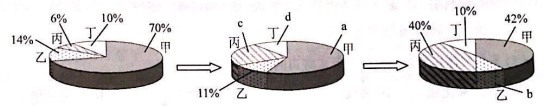 6% 10% 70%
14% 丙 丁 甲
乙
c d a
丙 丁 甲
11% 乙
40% 10% 42%
丙 丁 甲
乙 b